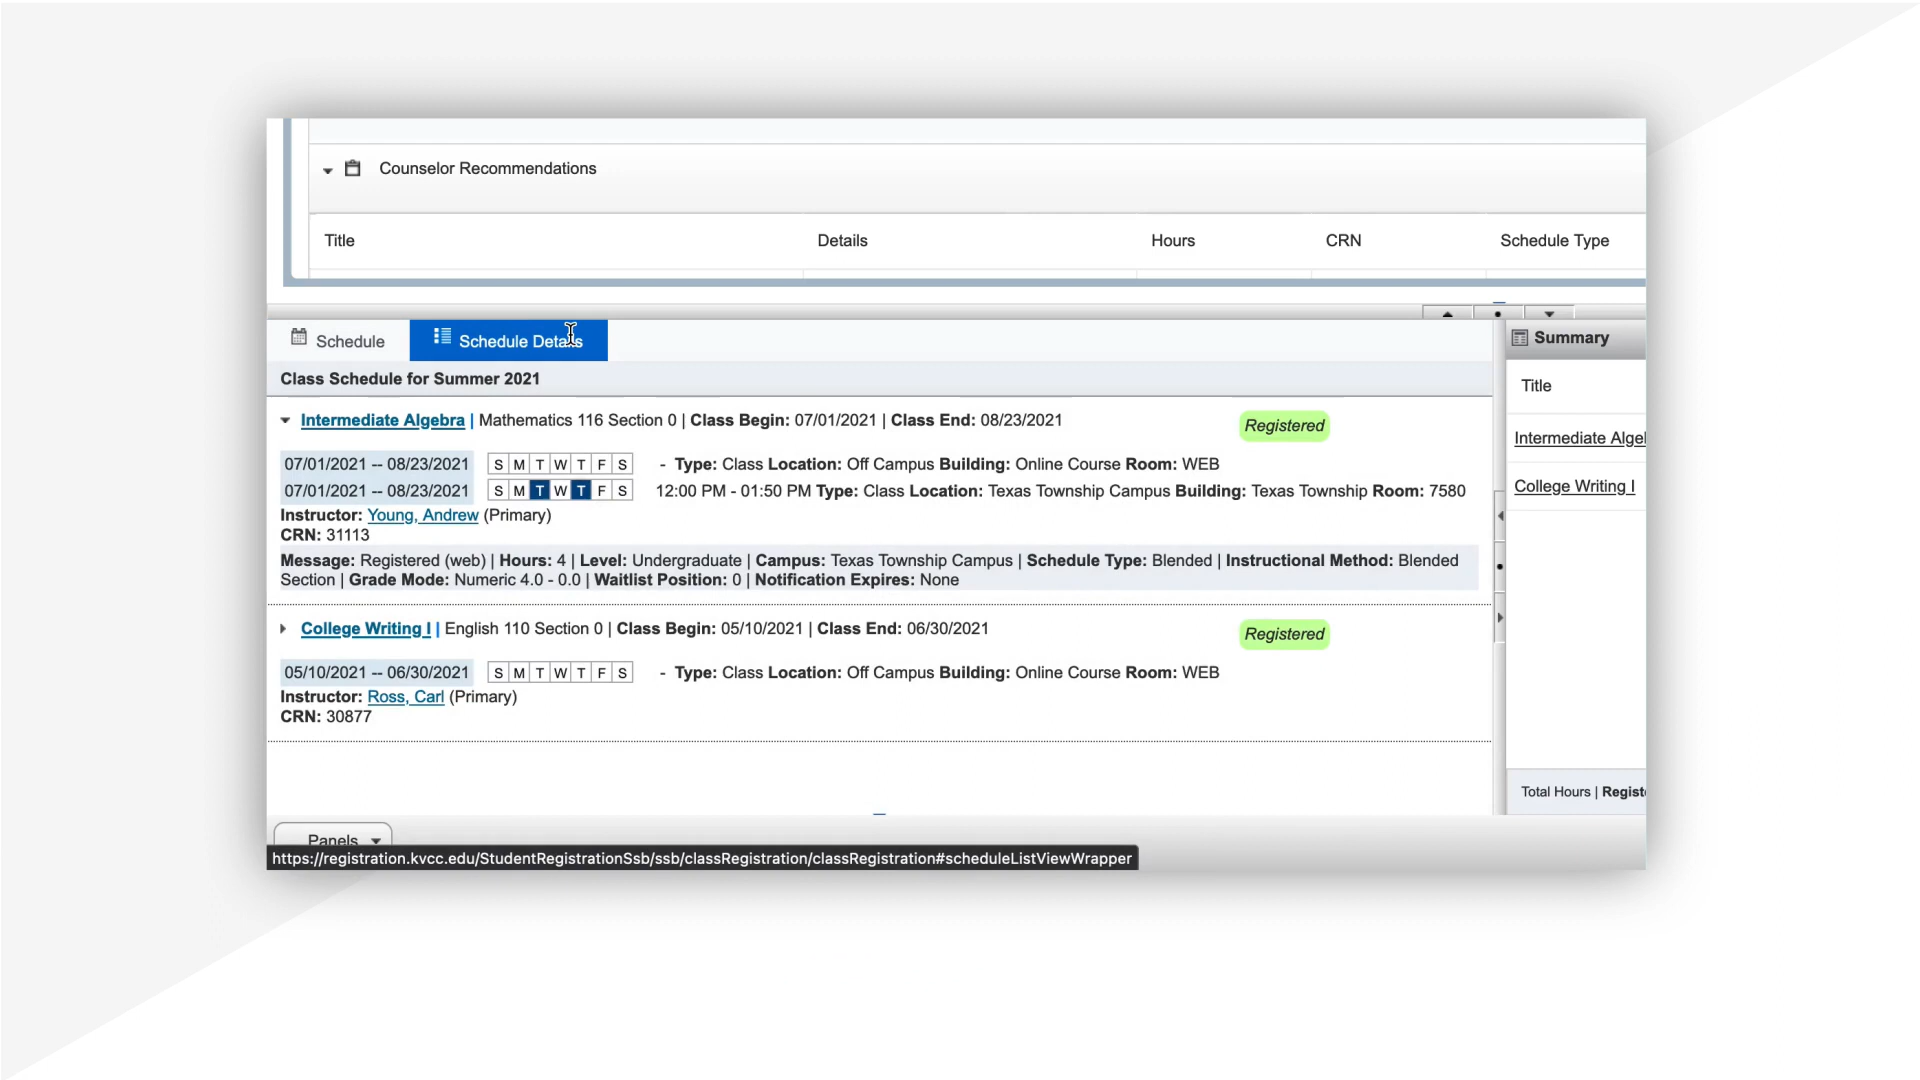 Counselor Recommendations
Title Details Hours CRN Schedule Type
Schedule Schedule Details
Class Schedule for Summer 2021
Intermediate Algebra | Mathematics 116 Section 0 | Class Begin: 07/01/2021 | Class End: 08/23/2021 Registered
07/01/2021 -- 08/23/2021 S M T W T F S - Type: Class Location: Off Campus Building: Online Course Room: WEB
07/01/2021 -- 08/23/2021 S M T W T F S 12:00 PM - 01:50 PM Type: Class Location: Texas Township Campus Building: Texas Township Room: 7580
Instructor: Young, Andrew (Primary)
CRN: 31113
Message: Registered (web) | Hours: 4 | Level: Undergraduate | Campus: Texas Township Campus | Schedule Type: Blended | Instructional Method: Blended
Section | Grade Mode: Numeric 4.0 - 0.0 | Waitlist Position: 0 | Notification Expires: None
College Writing I | English 110 Section 0 | Class Begin: 05/10/2021 | Class End: 06/30/2021 Registered
05/10/2021 -- 06/30/2021 S M T W T F S - Type: Class Location: Off Campus Building: Online Course Room: WEB
Instructor: Ross, Carl (Primary)
CRN: 30877
Summary
Title
Intermediate Algel
College Writing I
Total Hours | Registe
Panels
https://registration.kvcc.edu/StudentRegistrationSsb/ssb/classRegistration/classRegistration#scheduleListViewWrapper